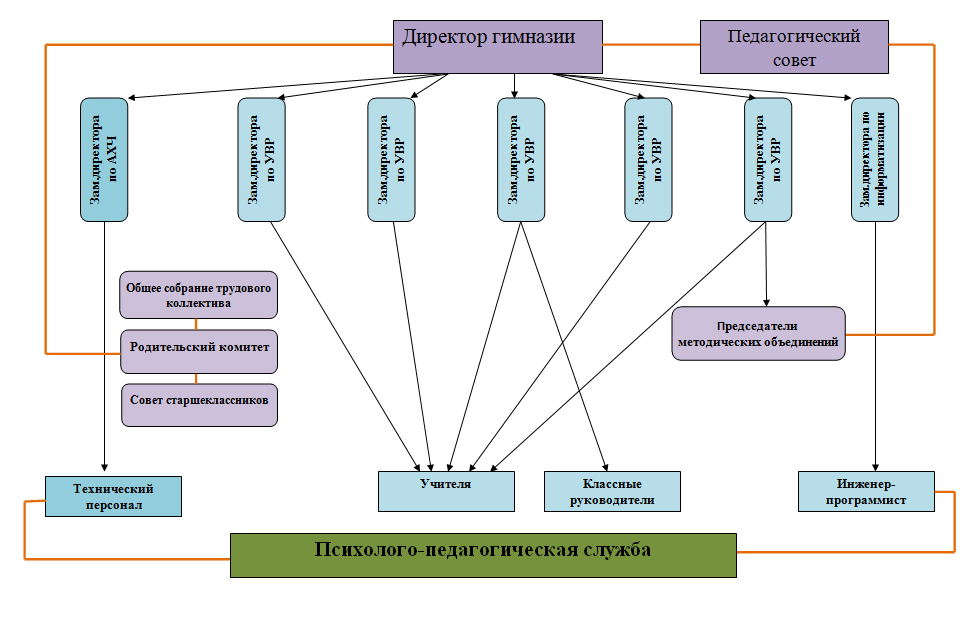 Директор гимназии
Педагогический
совет
Зам.директора
по АХЧ
Зам.директора
по УВР
Зам.директора
по УВР
Зам.директора
по УВР
Зам.директора
по УВР
Зам.директора
по УВР
Зам.директора по
информатизации
Общее собрание трудового
коллектива
Родительский комитет
Совет старшеклассников
Председатели
методических объединений
Технический
персонал
Учителя
Классные
руководители
Инженер-
программист
Психолого-педагогическая служба